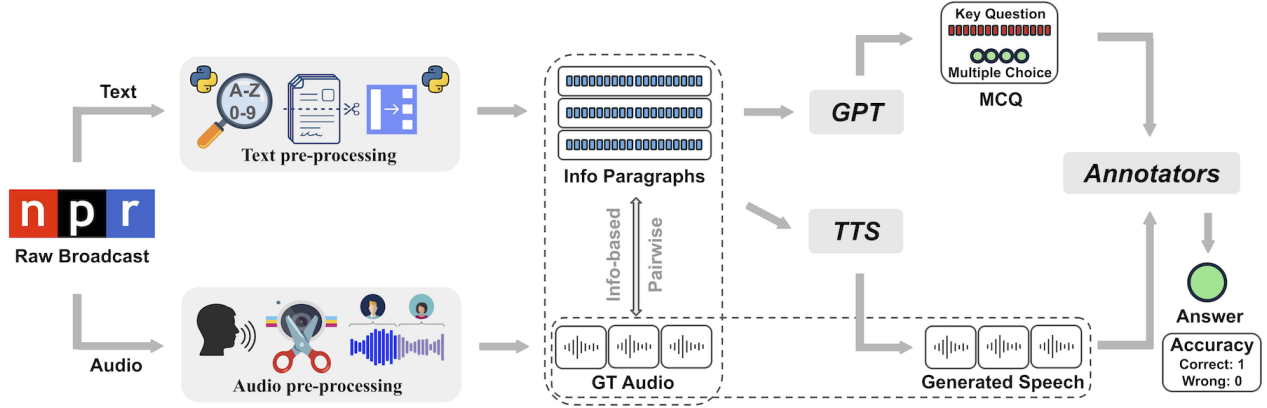 npr
Raw Broadcast
Text
Audio
A-Z
0-9
Text pre-processing
Audio pre-processing
Info Paragraphs
Info-based
Pairwise
GT Audio
GPT
TTS
Key Question
Multiple Choice
MCQ
Generated Speech
Annotators
Answer
Accuracy
Correct: 1
Wrong: 0